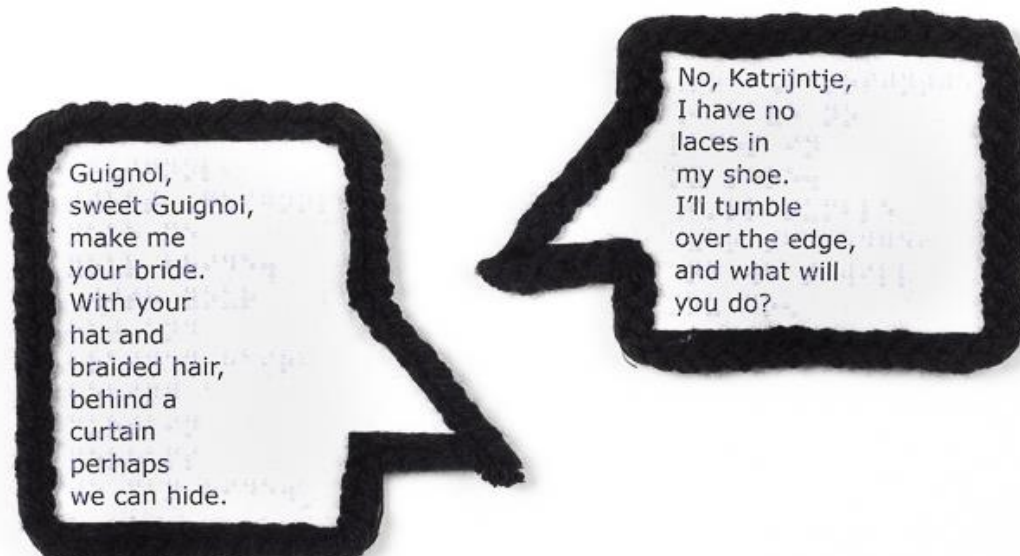 Guignol,
sweet Guignol,
make me
your bride.
With your
hat and
braided hair,
behind a
curtain
perhaps
we can hide.
No, Katrijntje,
I have no
laces in
my shoe.
I'll tumble
over the edge,
and what will
you do?